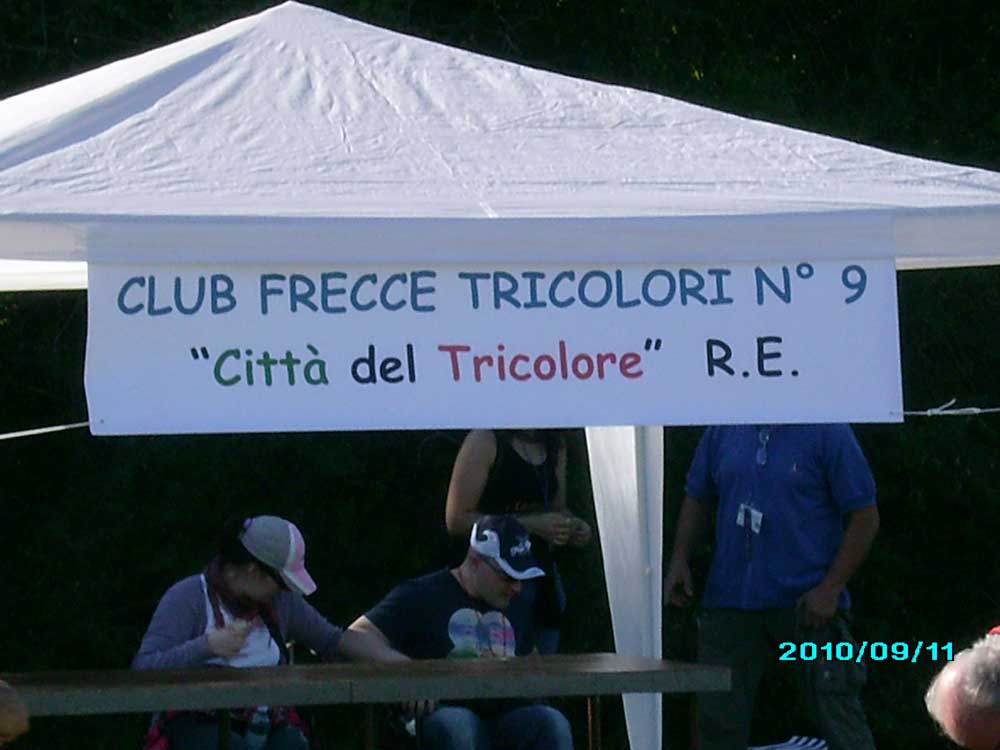 CLUB FRECCE TRICOLORI N° 9
"Città del Tricolore" R.E.
2010/09/11